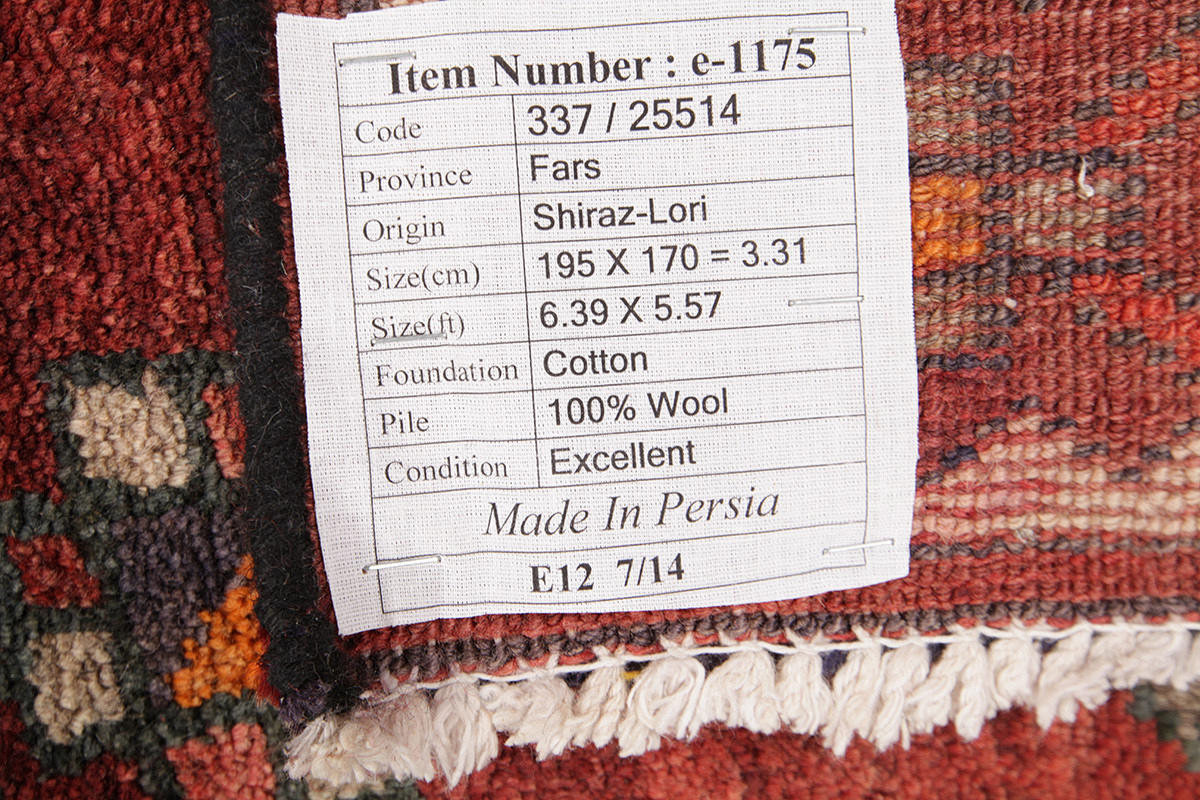 Item Number : e-1175
Code 337 / 25514
Province Fars
Origin Shiraz-Lori
Size(cm) 195 X 170 = 3.31
Size(ft) 6.39 X 5.57
Foundation Cotton
Pile 100% Wool
Condition Excellent
Made In Persia
E12 7/14